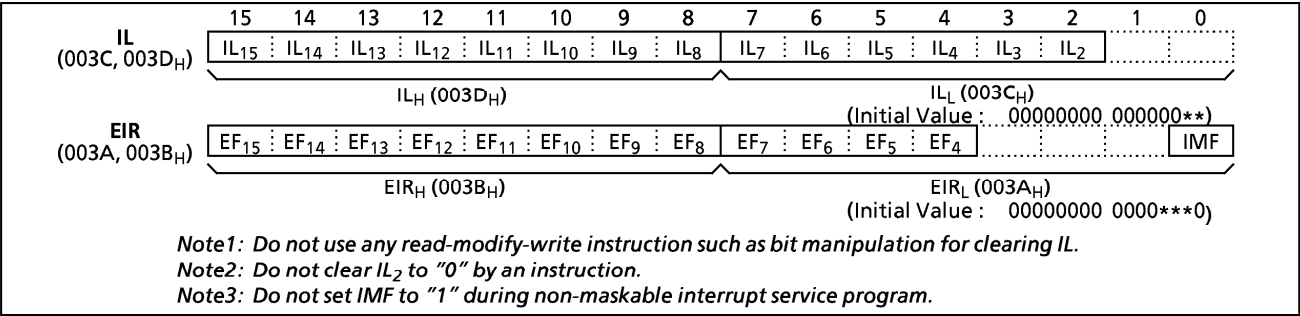 15 14 13 12 11 10 9 8 7 6 5 4 3 2 1 0
IL
(003C, 003DH)
IL15 IL14 IL13 IL12 IL11 IL10 IL9 IL8 IL7 IL6 IL5 IL4 IL3 IL2
ILH (003DH) ILL (003CH)
(Initial Value : 00000000 000000**)
EIR
(003A, 003BH)
EF15 EF14 EF13 EF12 EF11 EF10 EF9 EF8 EF7 EF6 EF5 EF4 IMF
EIRH (003BH) EIRL (003AH)
(Initial Value : 00000000 0000***0)
Note1: Do not use any read-modify-write instruction such as bit manipulation for clearing IL.
Note2: Do not clear IL2 to "0" by an instruction.
Note3: Do not set IMF to "1" during non-maskable interrupt service program.